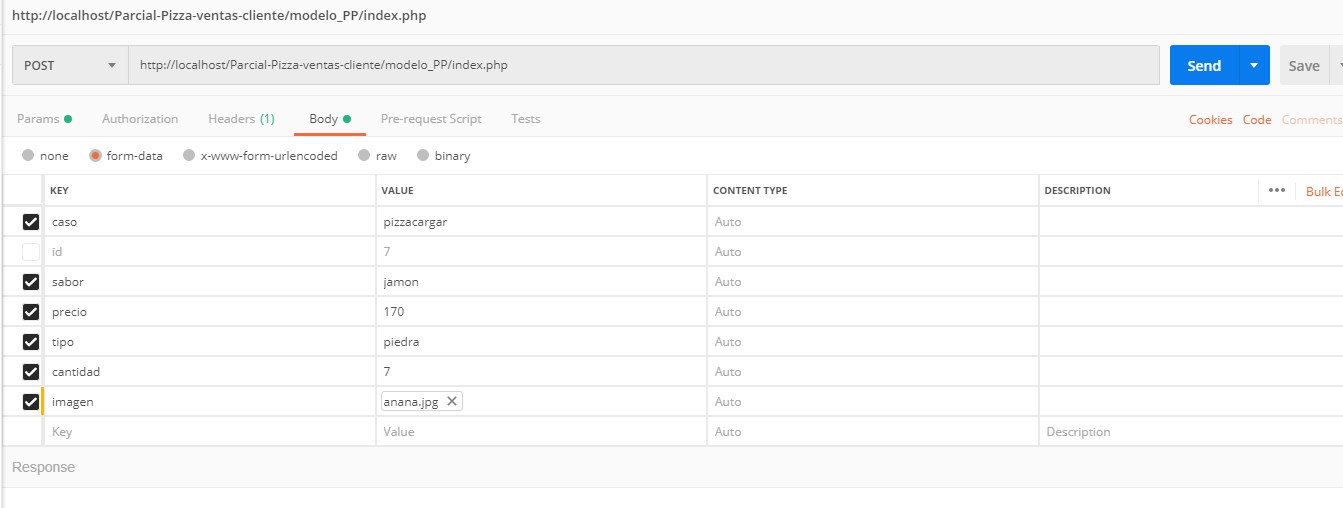 http://localhost/Parcial-Pizza-ventas-cliente/modelo_PP/index.php
POST http://localhost/Parcial-Pizza-ventas-cliente/modelo_PP/index.php Send Save
Params Authorization Headers (1) Body Pre-request Script Tests Cookies Code Comments
none form-data x-www-form-urlencoded raw binary
KEY VALUE CONTENT TYPE DESCRIPTION ••• Bulk Ed
caso pizzacargar Auto
id 7 Auto
sabor jamon Auto
precio 170 Auto
tipo piedra Auto
cantidad 7 Auto
imagen anana.jpg Auto
Key Value Auto Description
Response